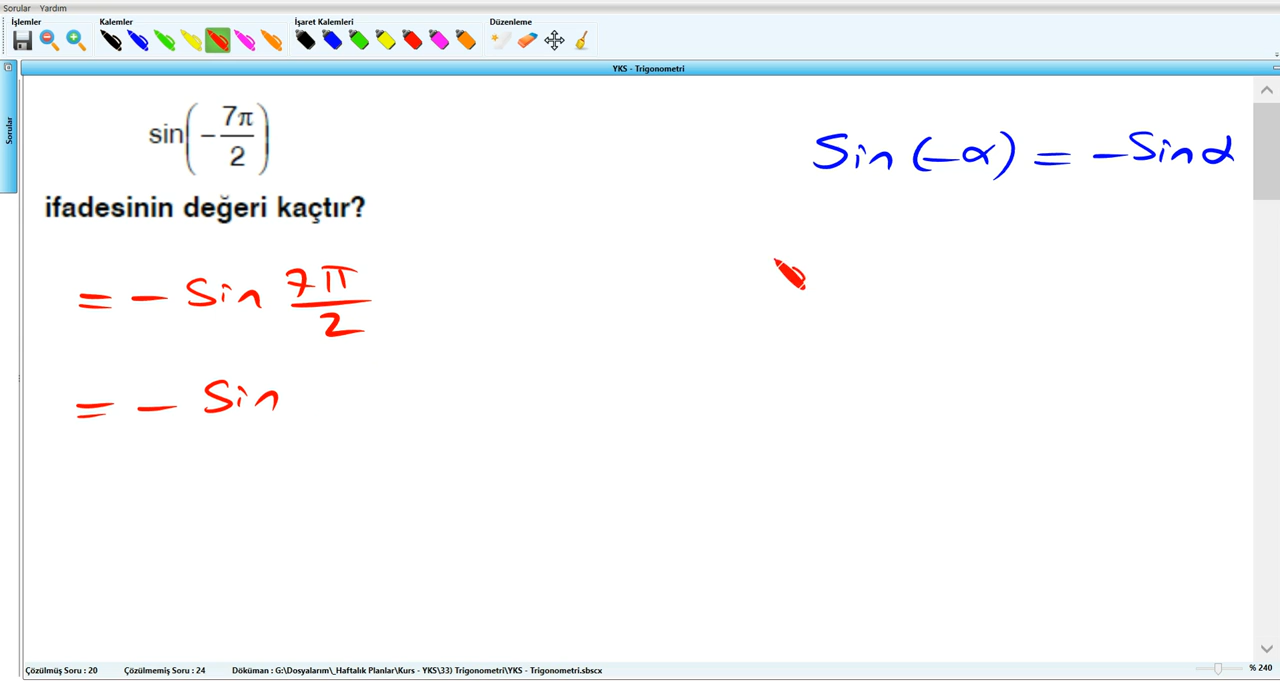 Sorular Yardım
İşlemler Kalemler İşaret Kalemleri Düzenleme
YKS - Trigonometri
Sorular
sin(-7π/2)
ifadesinin değeri kaçtır?
Sin (-α) = -Sin α
= - Sin 7π/2
= - Sin
Çözülmüş Soru : 20 Çözülmemiş Soru : 24 Döküman : G:\Dosyalarım\_Haftalık Planlar\Kurs - YKS\33) Trigonometri\YKS - Trigonometri.sbscx % 240